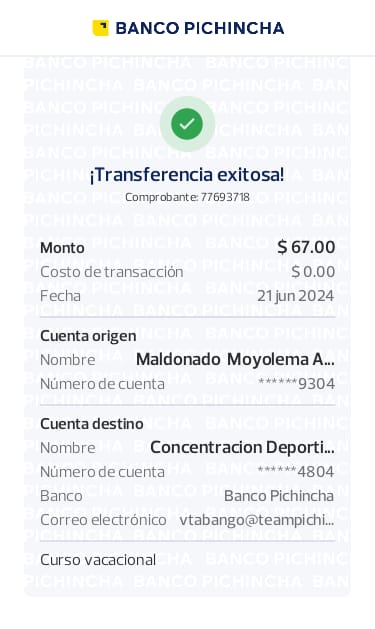 BANCO PICHINCHA
¡Transferencia exitosa!
Comprobante: 77693718
Monto $ 67.00
Costo de transacción $ 0.00
Fecha 21 jun 2024
Cuenta origen
Nombre Maldonado Moyolema A...
Número de cuenta ******9304
Cuenta destino
Nombre Concentracion Deporti...
Número de cuenta ******4804
Banco Banco Pichincha
Correo electrónico vtabango@teampichi...
Curso vacacional